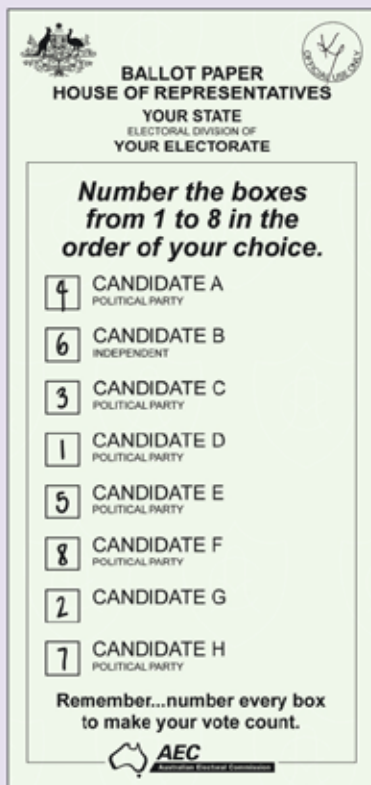 OFFICIAL USE ONLY
BALLOT PAPER
HOUSE OF REPRESENTATIVES
YOUR STATE
ELECTORAL DIVISION OF
YOUR ELECTORATE
Number the boxes
from 1 to 8 in the
order of your choice.
4 CANDIDATE A
POLITICAL PARTY
6 CANDIDATE B
INDEPENDENT
3 CANDIDATE C
POLITICAL PARTY
1 CANDIDATE D
POLITICAL PARTY
5 CANDIDATE E
POLITICAL PARTY
8 CANDIDATE F
POLITICAL PARTY
2 CANDIDATE G
7 CANDIDATE H
POLITICAL PARTY
Remember...number every box
to make your vote count.
AEC
Australian Electoral Commission